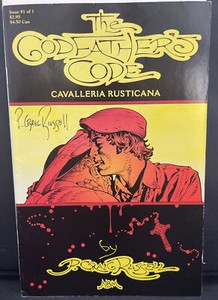 Issue #1 of 3
$2.95
$4.50 Can
The
GODFATHER'S
CODE
CAVALLERIA RUSTICANA
P. Craig Russell
by
P. Craig Russell
NBM